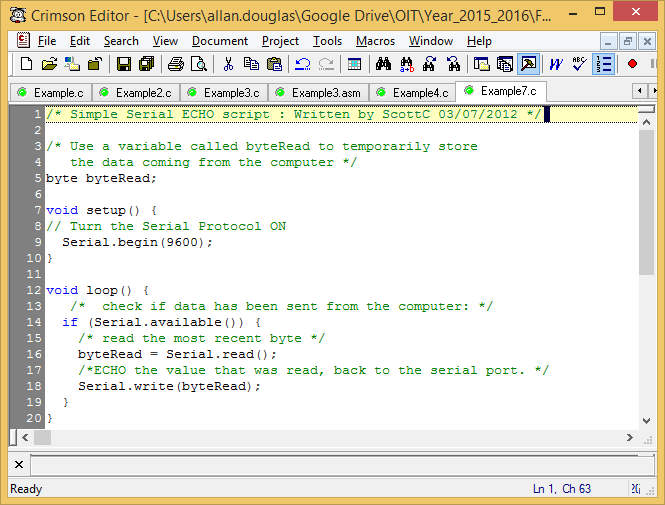 Crimson Editor - [C:\Users\allan.douglas\Google Drive\OIT\Year_2015_2016\F...
File Edit Search View Document Project Tools Macros Window Help
Example.c Example2.c Example3.c Example3.asm Example4.c Example7.c
1 /* Simple Serial ECHO script : Written by ScottC 03/07/2012 */
2
3 /* Use a variable called byteRead to temporarily store
4 the data coming from the computer */
5 byte byteRead;
6
7 void setup() {
8 // Turn the Serial Protocol ON
9 Serial.begin(9600);
10 }
11
12 void loop() {
13 /*  check if data has been sent from the computer: */
14 if (Serial.available()) {
15 /* read the most recent byte */
16 byteRead = Serial.read();
17 /*ECHO the value that was read, back to the serial port. */
18 Serial.write(byteRead);
19 }
20 }
Ready Ln 1, Ch 63